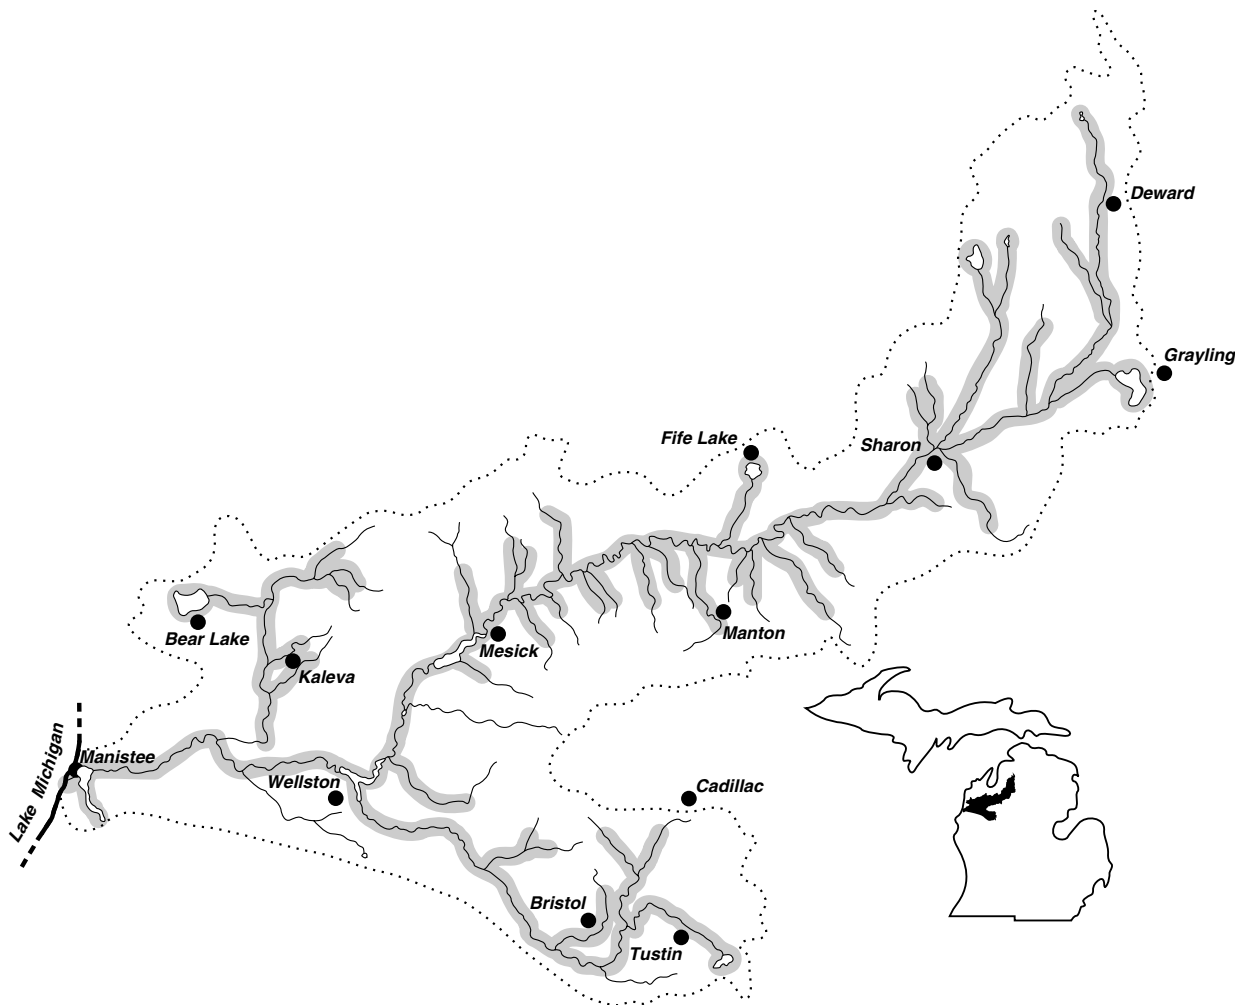 Deward
Grayling
Fife Lake
Sharon
Bear Lake
Manton
Mesick
Kaleva
Lake Michigan
Manistee
Wellston
Cadillac
Bristol
Tustin